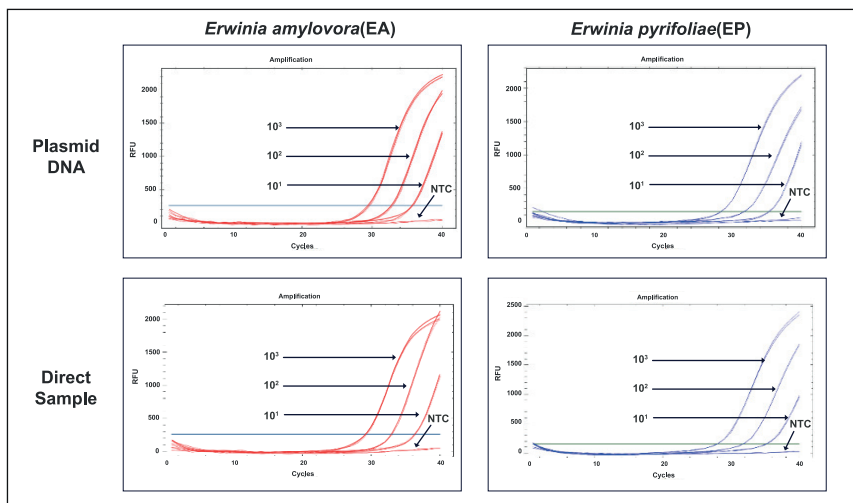 Erwinia amylovora(EA)
Erwinia pyrifoliae(EP)
Plasmid
DNA
Amplification
RFU
2000
1500
1000
500
0
10³
10²
10¹
NTC
0
10
20
30
40
Cycles
Amplification
RFU
2000
1500
1000
500
0
10³
10²
10¹
NTC
0
10
20
30
40
Cycles
Direct
Sample
Amplification
RFU
2000
1500
1000
500
0
10³
10²
10¹
NTC
0
10
20
30
40
Cycles
Amplification
RFU
2500
2000
1500
1000
500
0
10³
10²
10¹
NTC
0
10
20
30
40
Cycles